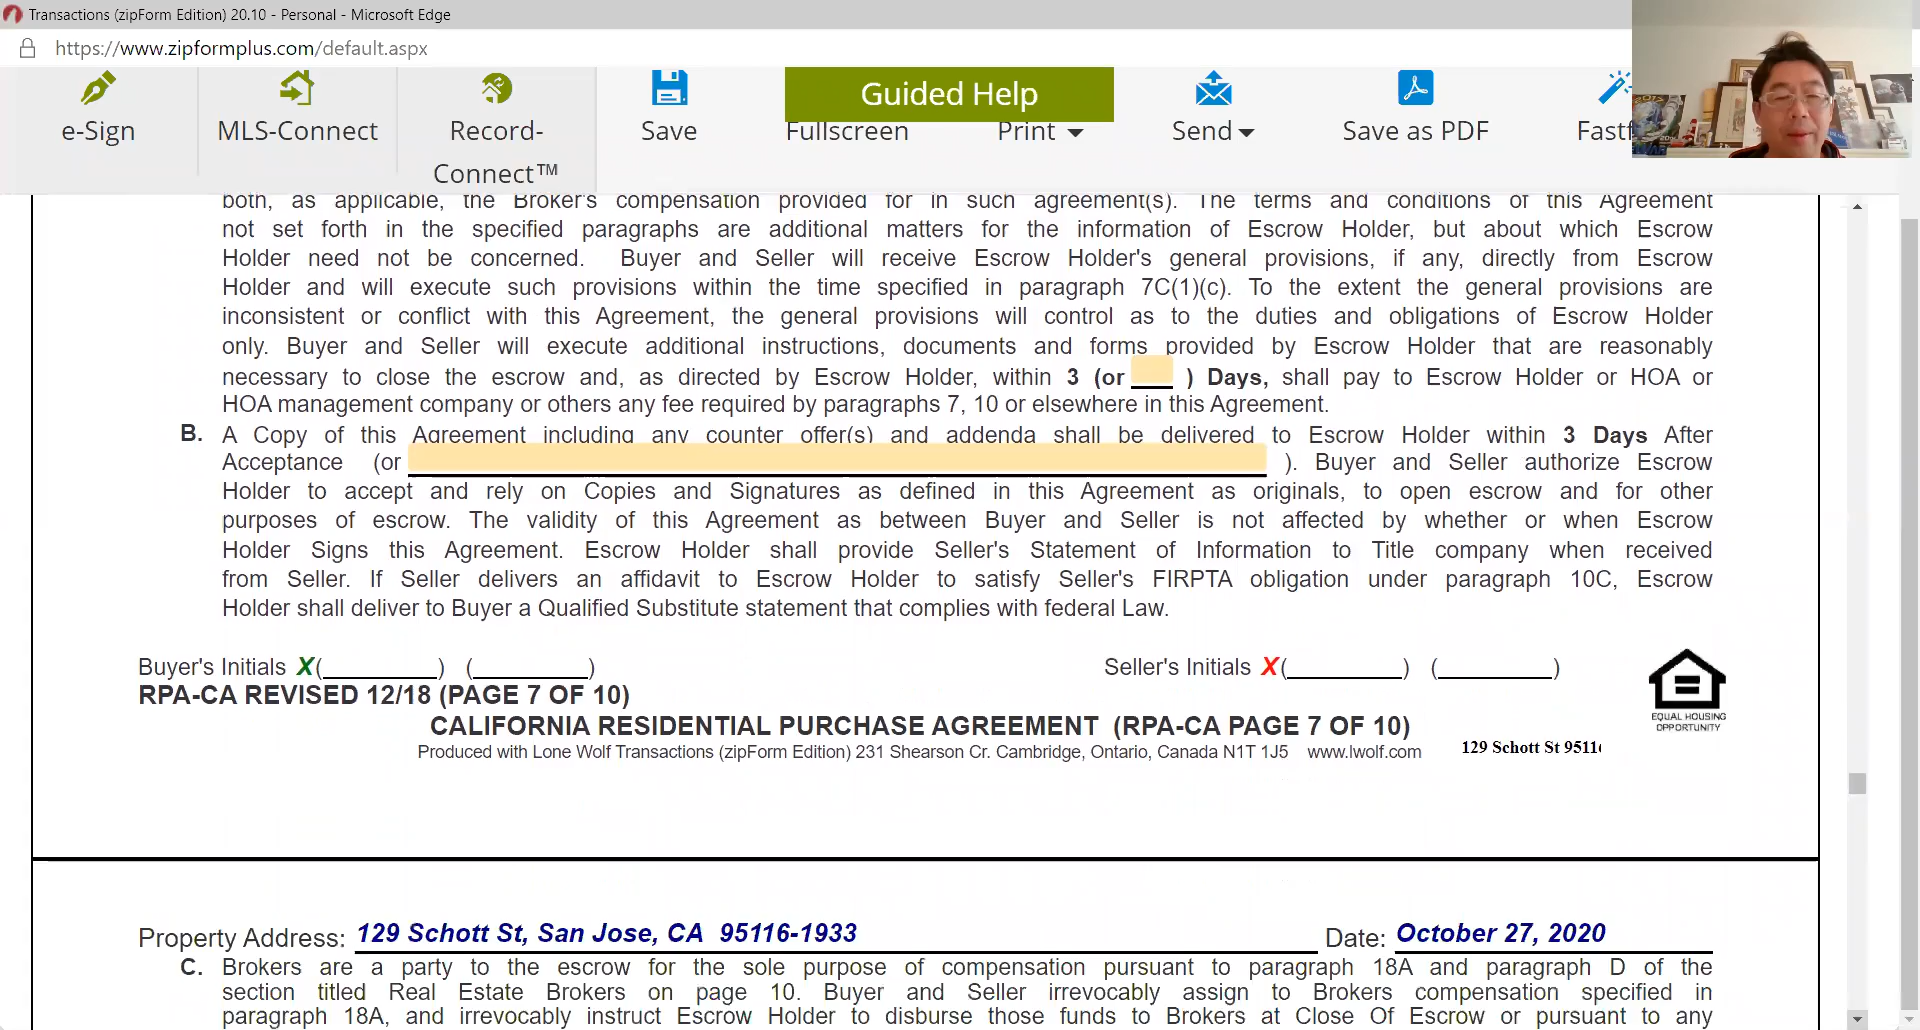 Transactions (zipForm Edition) 20.10 - Personal - Microsoft Edge
https://www.zipformplus.com/default.aspx
Guided Help
e-Sign MLS-Connect Record-Connect™ Save Fullscreen Print Send Save as PDF Fastf
both, as applicable, the Broker's compensation provided for in such agreement(s). The terms and conditions of this Agreement
not set forth in the specified paragraphs are additional matters for the information of Escrow Holder, but about which Escrow
Holder need not be concerned. Buyer and Seller will receive Escrow Holder's general provisions, if any, directly from Escrow
Holder and will execute such provisions within the time specified in paragraph 7C(1)(c). To the extent the general provisions are
inconsistent or conflict with this Agreement, the general provisions will control as to the duties and obligations of Escrow Holder
only. Buyer and Seller will execute additional instructions, documents and forms provided by Escrow Holder that are reasonably
necessary to close the escrow and, as directed by Escrow Holder, within 3 (or ) Days, shall pay to Escrow Holder or HOA or
HOA management company or others any fee required by paragraphs 7, 10 or elsewhere in this Agreement.
B. A Copy of this Agreement including any counter offer(s) and addenda shall be delivered to Escrow Holder within 3 Days After
Acceptance (or ). Buyer and Seller authorize Escrow
Holder to accept and rely on Copies and Signatures as defined in this Agreement as originals, to open escrow and for other
purposes of escrow. The validity of this Agreement as between Buyer and Seller is not affected by whether or when Escrow
Holder Signs this Agreement. Escrow Holder shall provide Seller's Statement of Information to Title company when received
from Seller. If Seller delivers an affidavit to Escrow Holder to satisfy Seller's FIRPTA obligation under paragraph 10C, Escrow
Holder shall deliver to Buyer a Qualified Substitute statement that complies with federal Law.
Buyer's Initials X( ) ( ) Seller's Initials X( ) ( )
RPA-CA REVISED 12/18 (PAGE 7 OF 10)
CALIFORNIA RESIDENTIAL PURCHASE AGREEMENT (RPA-CA PAGE 7 OF 10)
Produced with Lone Wolf Transactions (zipForm Edition) 231 Shearson Cr. Cambridge, Ontario, Canada N1T 1J5 www.lwolf.com 129 Schott St 95116
EQUAL HOUSING
OPPORTUNITY
Property Address: 129 Schott St, San Jose, CA 95116-1933 Date: October 27, 2020
C. Brokers are a party to the escrow for the sole purpose of compensation pursuant to paragraph 18A and paragraph D of the
section titled Real Estate Brokers on page 10. Buyer and Seller irrevocably assign to Brokers compensation specified in
paragraph 18A, and irrevocably instruct Escrow Holder to disburse those funds to Brokers at Close Of Escrow or pursuant to any